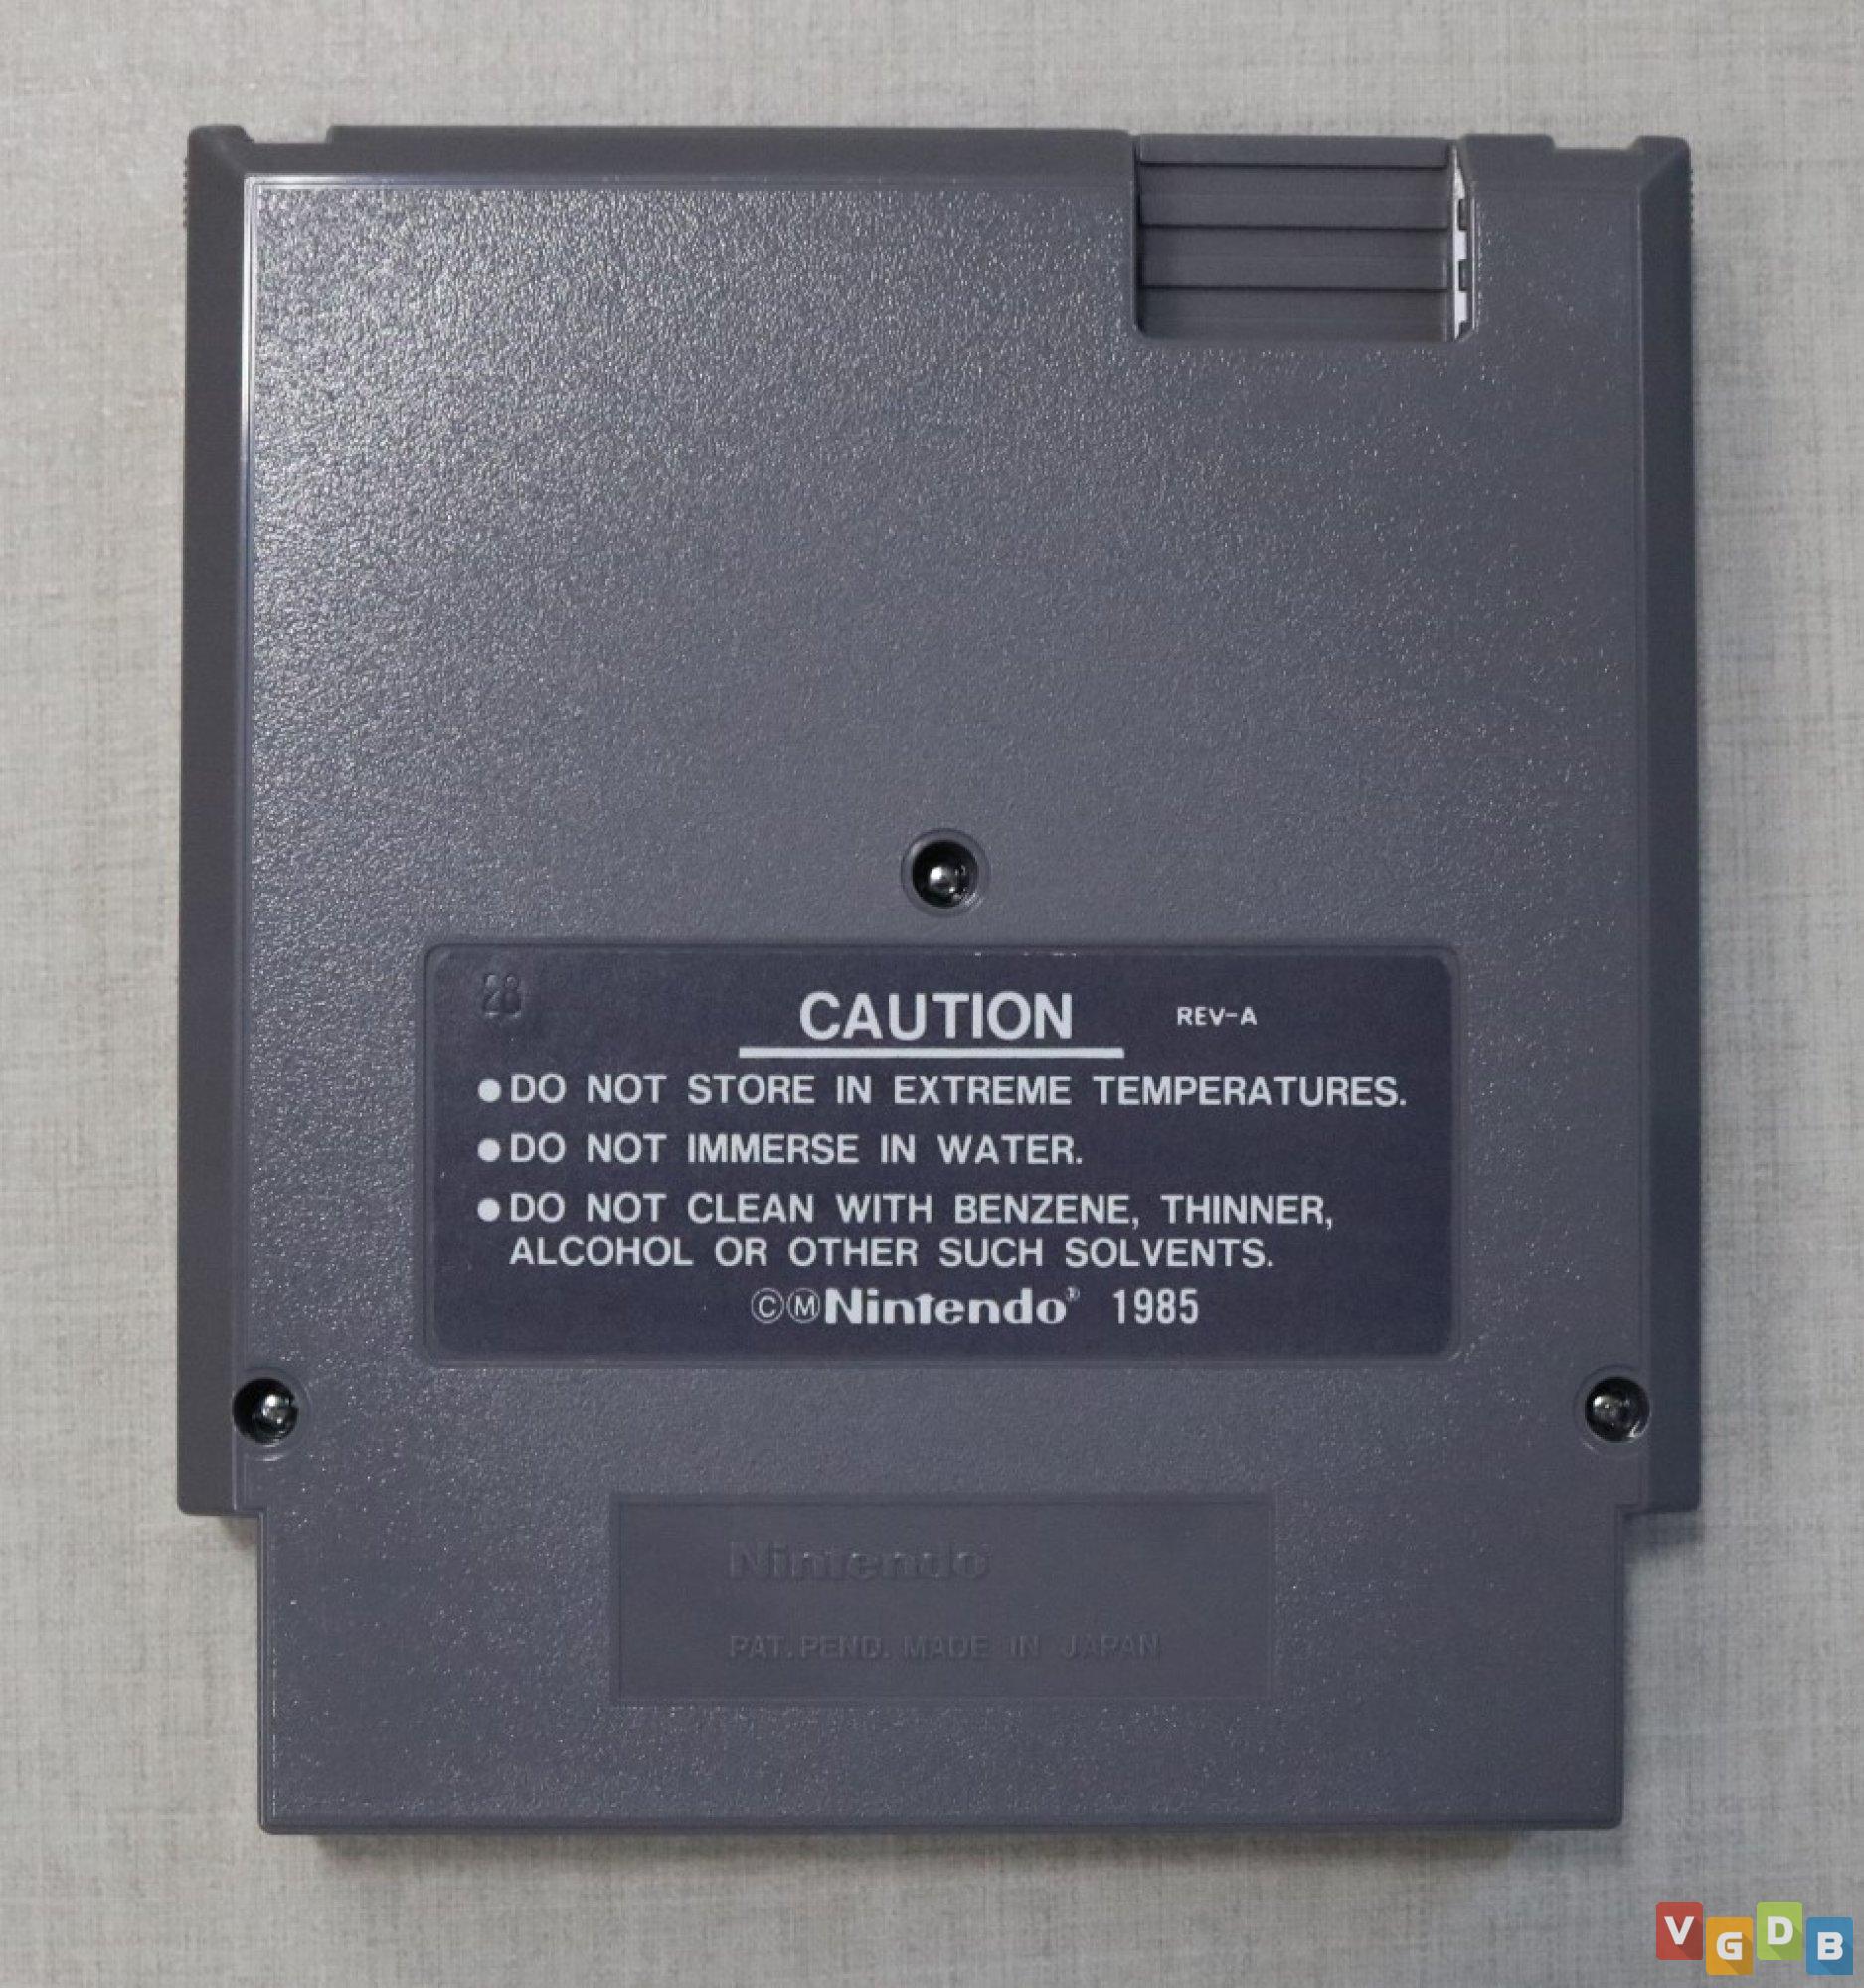 28
CAUTION REV-A
●DO NOT STORE IN EXTREME TEMPERATURES.
●DO NOT IMMERSE IN WATER.
●DO NOT CLEAN WITH BENZENE, THINNER,
ALCOHOL OR OTHER SUCH SOLVENTS.
©ⓂNintendo® 1985
Nintendo
PAT. PEND. MADE IN JAPAN
VGDB